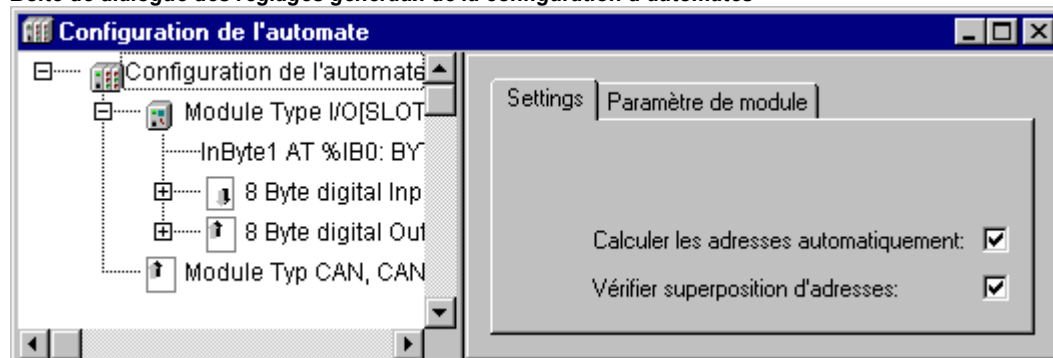 Boîte de dialogue des réglages généraux de la configuration d'automates
Configuration de l'automate
Configuration de l'automate
Module Type I/O[SLOT
InByte1 AT %IB0: BY
8 Byte digital Inp
8 Byte digital Out
Module Typ CAN, CAN
Settings
Paramètre de module
Calculer les adresses automatiquement:
Vérifier superposition d'adresses: